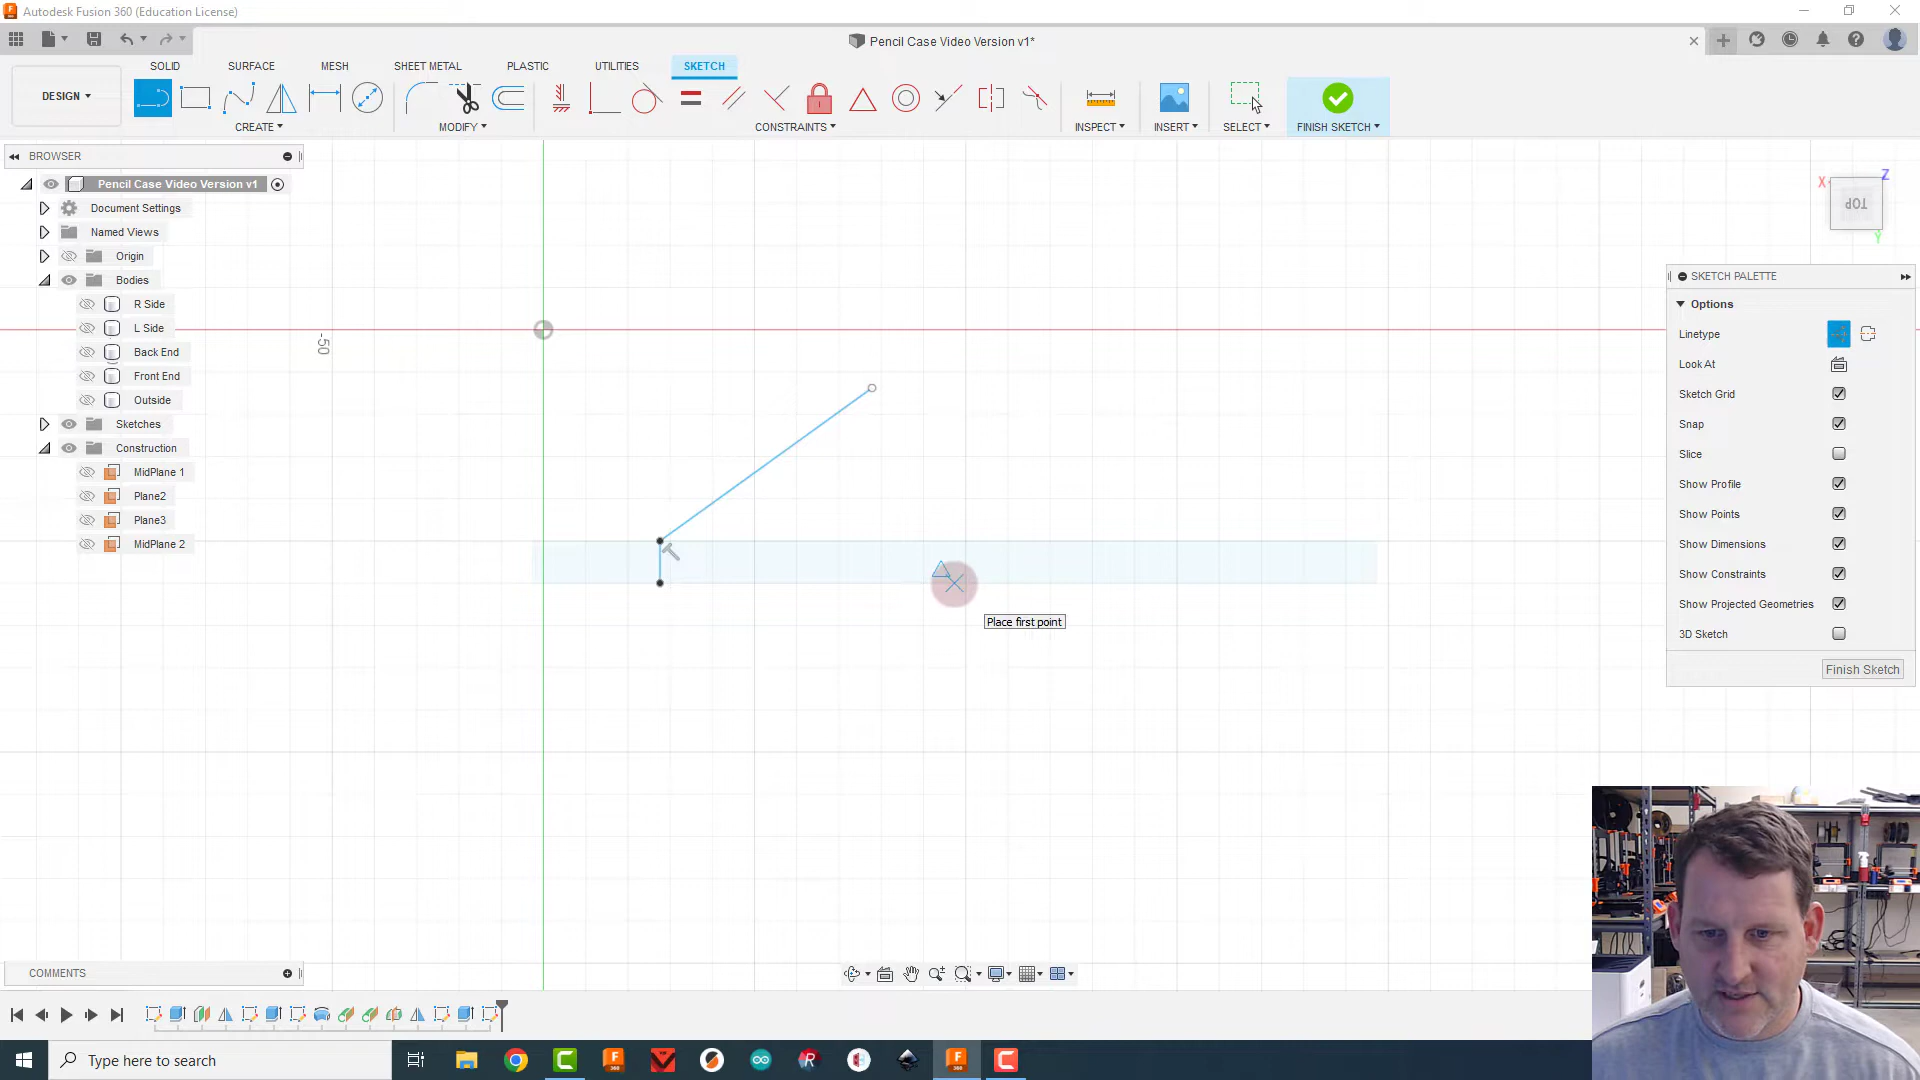 Autodesk Fusion 360 (Education License)
Pencil Case Video Version v1*
SOLID SURFACE MESH SHEET METAL PLASTIC UTILITIES SKETCH
DESIGN
CREATE MODIFY CONSTRAINTS INSPECT INSERT SELECT FINISH SKETCH
BROWSER
Pencil Case Video Version v1
Document Settings
Named Views
Origin
Bodies
R Side
L Side
Back End
Front End
Outside
Sketches
Construction
MidPlane 1
Plane2
Plane3
MidPlane 2
-50
Place first point
X
Z
TOP
Y
SKETCH PALETTE
Options
Linetype
Look At
Sketch Grid
Snap
Slice
Show Profile
Show Points
Show Dimensions
Show Constraints
Show Projected Geometries
3D Sketch
Finish Sketch
COMMENTS
Type here to search